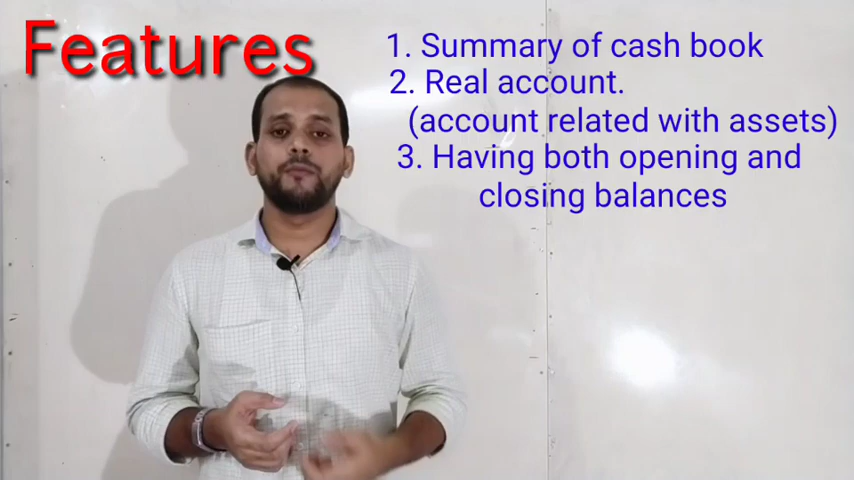 Features
1. Summary of cash book
2. Real account.
(account related with assets)
3. Having both opening and
closing balances